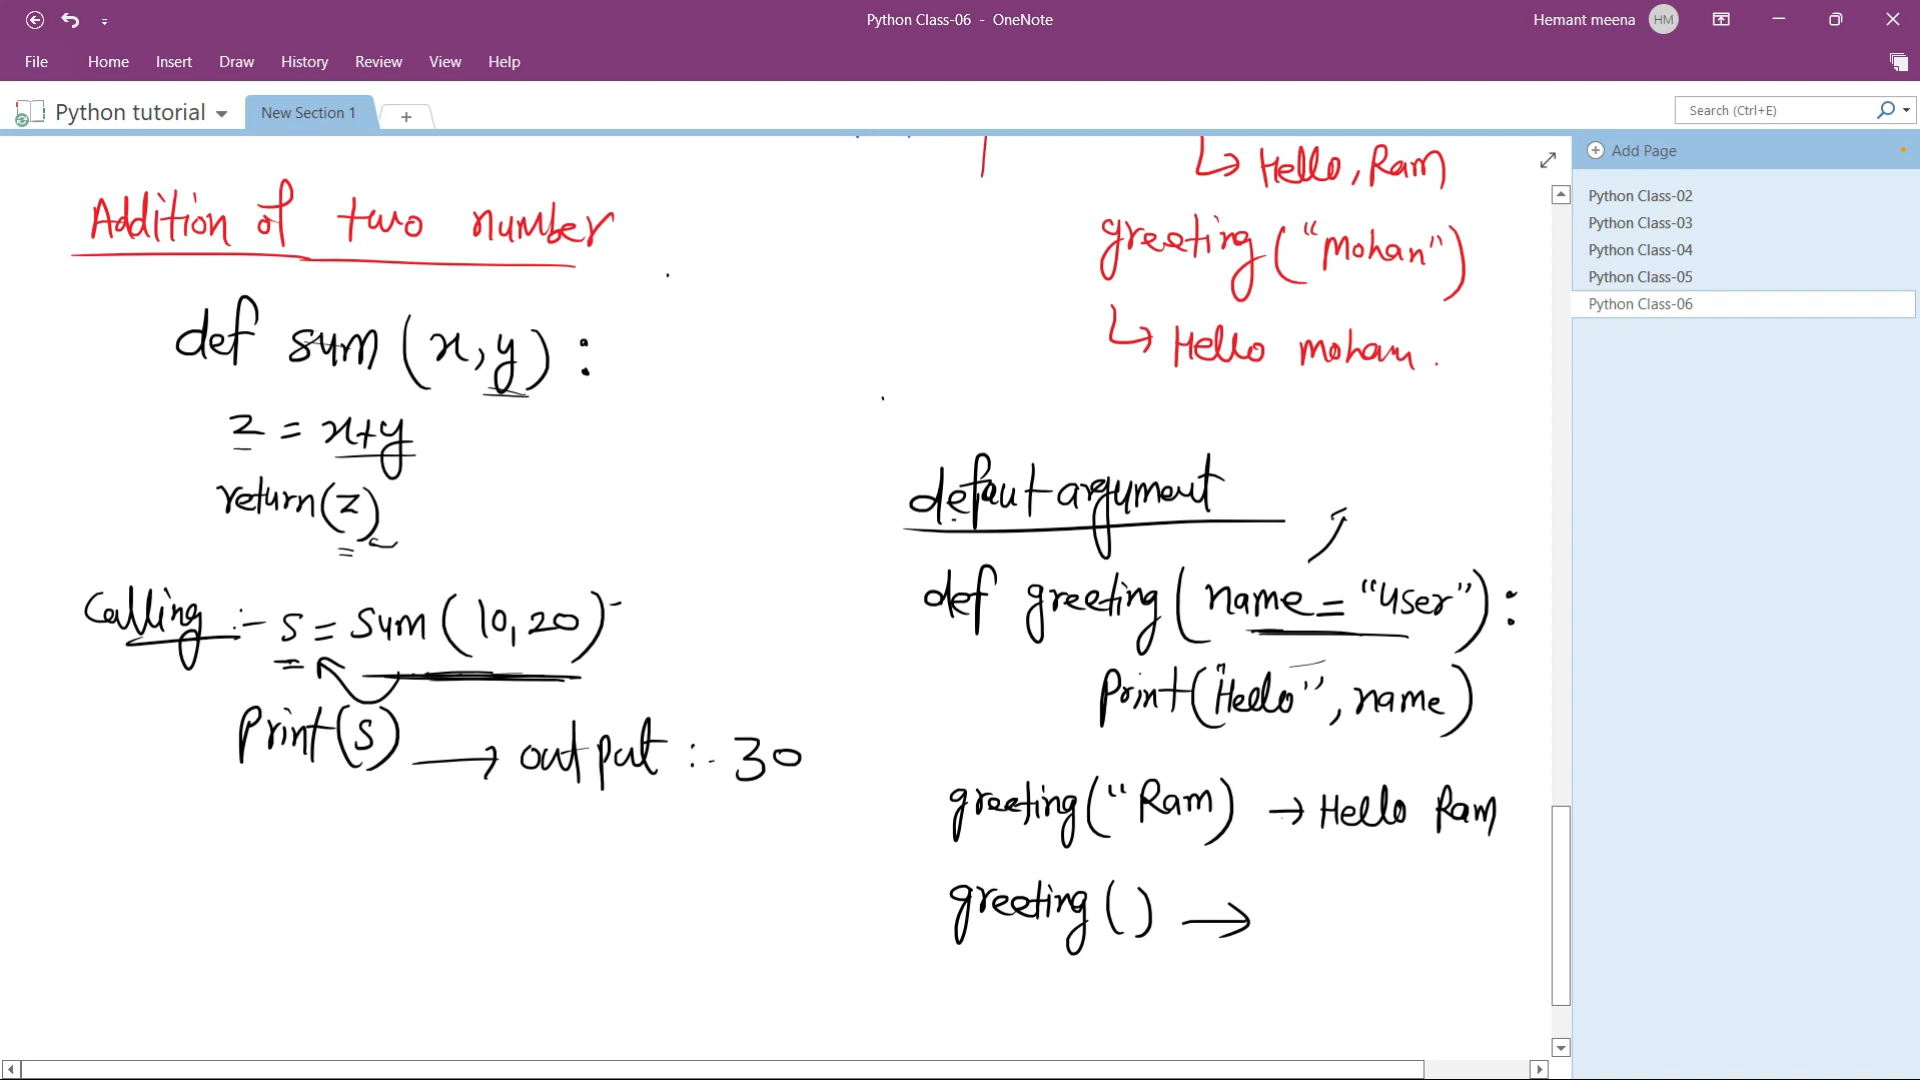 Python Class-06 - OneNote
Hemant meena HM
File Home Insert Draw History Review View Help
Python tutorial New Section 1 +
Search (Ctrl+E)
Add Page
Python Class-02
Python Class-03
Python Class-04
Python Class-05
Python Class-06
Addition of two number
def sum (x,y) :
z = x+y
return(z)
Calling :- s = sum (10,20)
Print(s) → output :- 30
↳ Hello, Ram
greeting ("Mohan")
↳ Hello moham .
defaut argument
def greeting (name = "User") :
Print("Hello", name)
greeting ("Ram) → Hello Ram
greeting () →